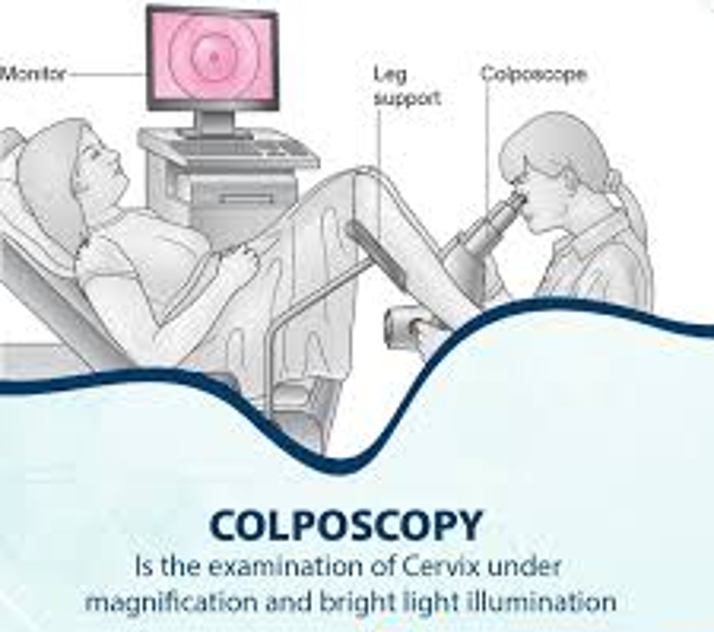 Monitor
Leg
support
Colposcope
COLPOSCOPY
Is the examination of Cervix under
magnification and bright light illumination